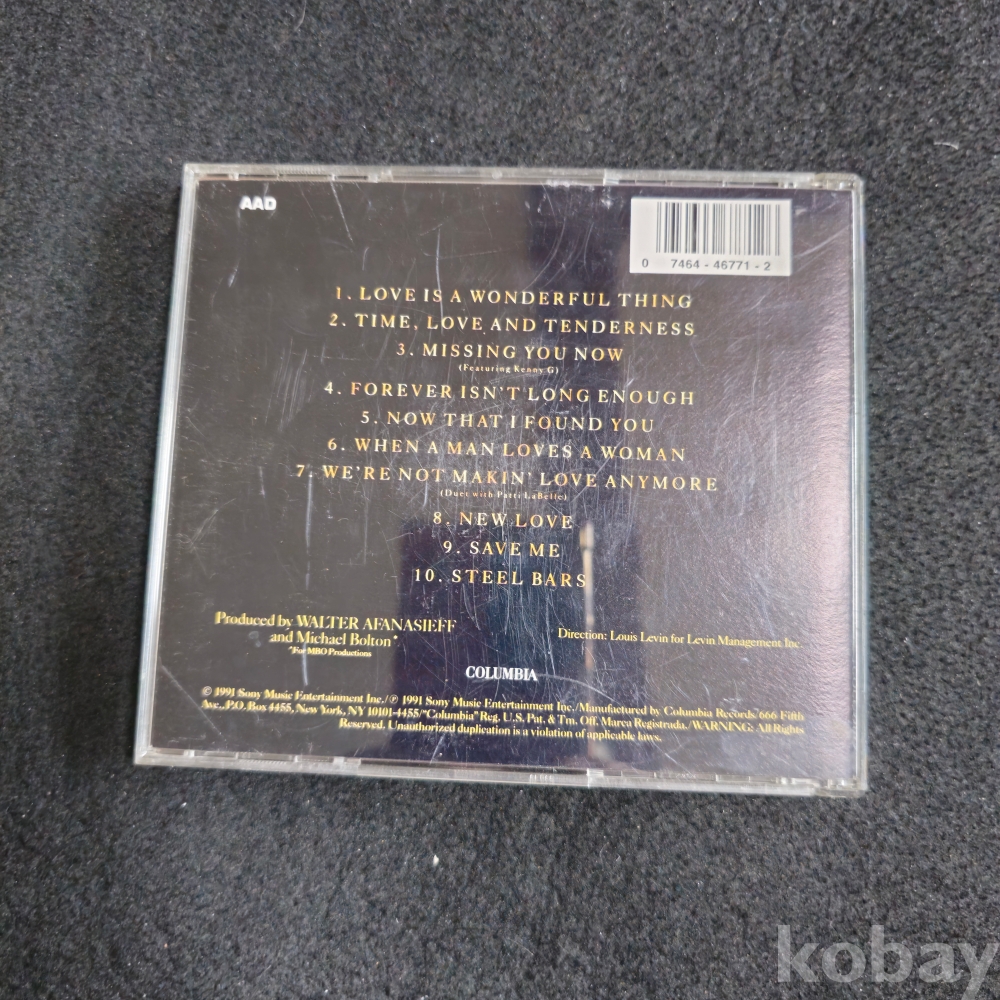 AAD
0 7464 - 46771 - 2
1. LOVE IS A WONDERFUL THING
2. TIME, LOVE AND TENDERNESS
3. MISSING YOU NOW
(Featuring Kenny G)
4. FOREVER ISN'T LONG ENOUGH
5. NOW THAT I FOUND YOU
6. WHEN A MAN LOVES A WOMAN
7. WE'RE NOT MAKIN' LOVE ANYMORE
(Duet with Patti LaBelle)
8. NEW LOVE
9. SAVE ME
10. STEEL BARS
Produced by WALTER AFANASIEFF
and Michael Bolton*
*For MBO Productions
Direction: Louis Levin for Levin Management Inc.
COLUMBIA
© 1991 Sony Music Entertainment Inc./℗ 1991 Sony Music Entertainment Inc./Manufactured by Columbia Records/666 Fifth
Ave., P.O. Box 4455, New York, NY 10101-4455/"Columbia" Reg. U.S. Pat. & Tm. Off. Marca Registrada./WARNING: All Rights
Reserved. Unauthorized duplication is a violation of applicable laws.
kobay